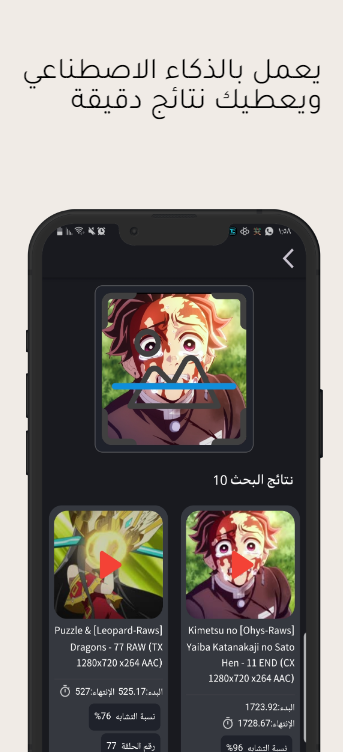 يعمل بالذكاء الاصطناعي
ويعطيك نتائج دقيقة
١:٥٨
نتائج البحث 10
Kimetsu no [Ohys-Raws]
Yaiba Katanakaji no Sato
Hen - 11 END (CX
1280x720 x264 AAC)
البدء:1723.92
الإنتهاء:1728.67
نسبة التشابه 96%
Puzzle & [Leopard-Raws]
Dragons - 77 RAW (TX
1280x720 x264 AAC)
البدء:525.17 الإنتهاء:527
نسبة التشابه 76%
رقم الحلقة 77